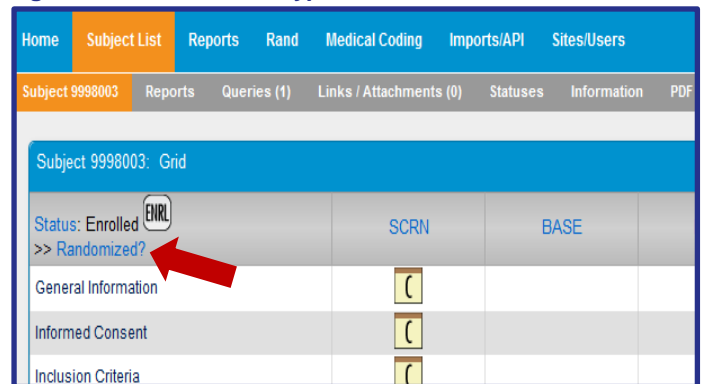 Home Subject List Reports Rand Medical Coding Imports/API Sites/Users
Subject 9998003 Reports Queries (1) Links / Attachments (0) Statuses Information PDF
Subject 9998003: Grid
Status: Enrolled ENRL SCRN BASE
>> Randomized?
General Information C
Informed Consent C
Inclusion Criteria C